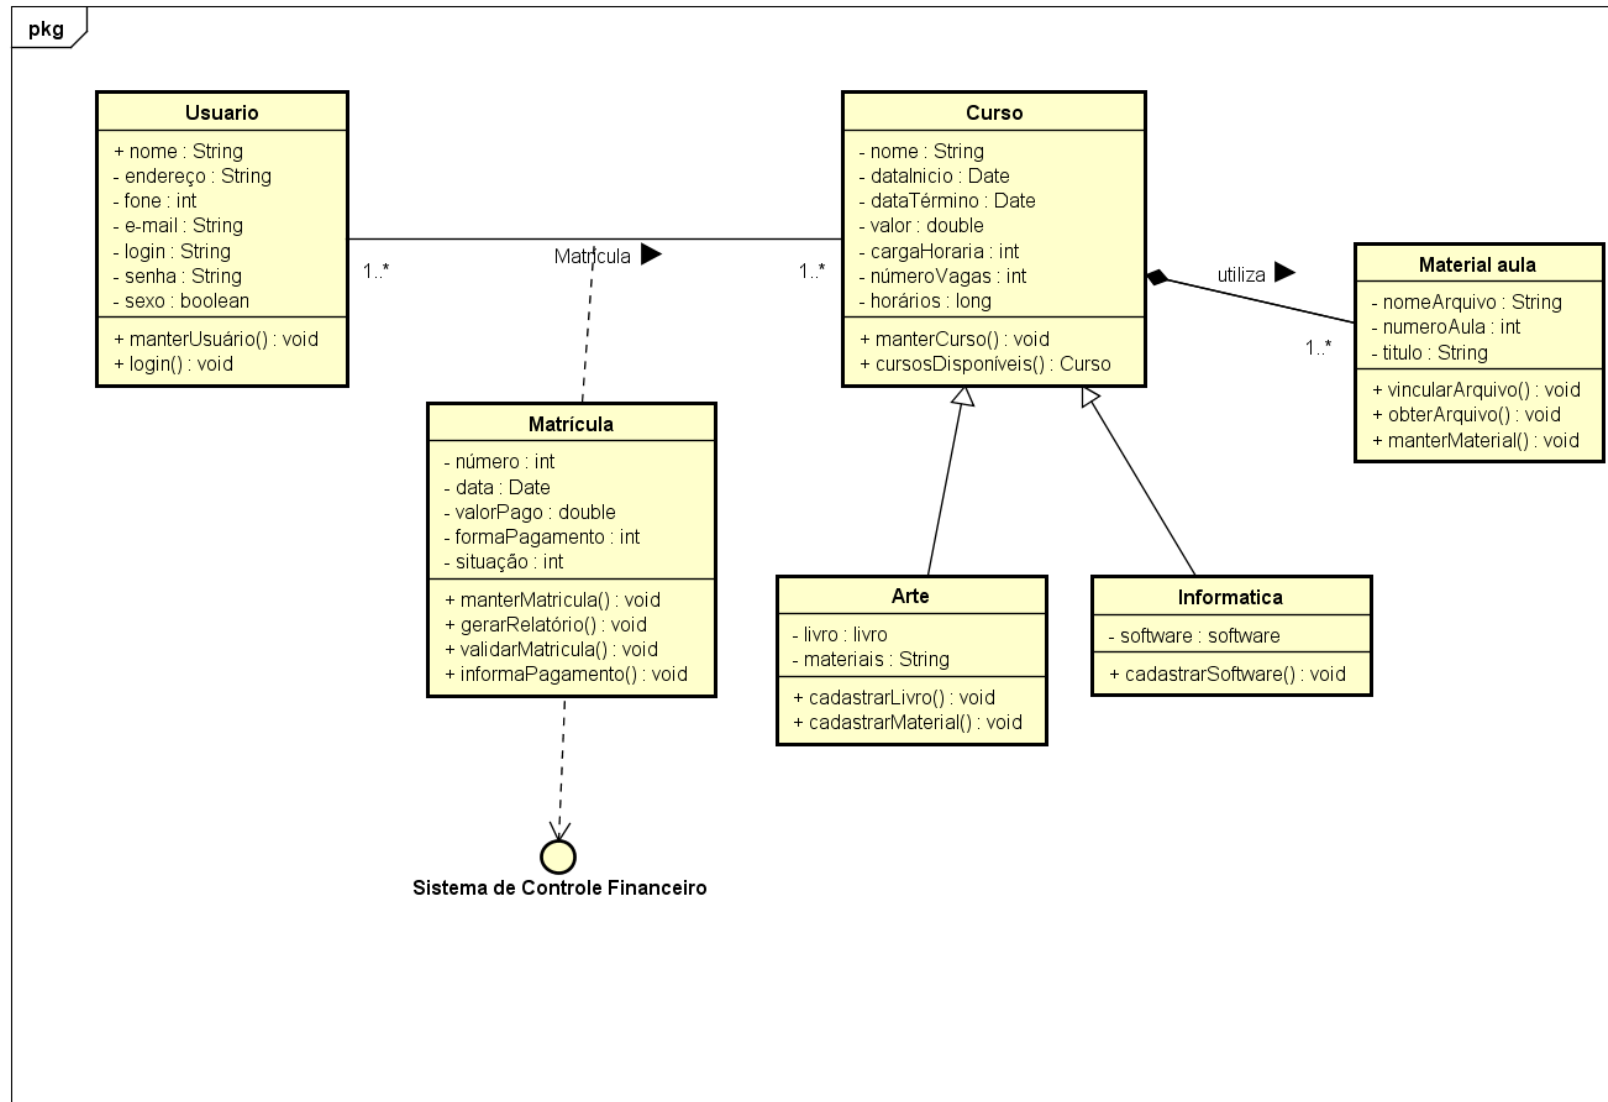 pkg
Usuario
+ nome : String
- endereço : String
- fone : int
- e-mail : String
- login : String
- senha : String
- sexo : boolean
+ manterUsuário() : void
+ login() : void
1..*
Matrícula
1..*
Curso
- nome : String
- dataInicio : Date
- dataTérmino : Date
- valor : double
- cargaHoraria : int
- númeroVagas : int
- horários : long
+ manterCurso() : void
+ cursosDisponíveis() : Curso
utiliza
1..*
Material aula
- nomeArquivo : String
- numeroAula : int
- titulo : String
+ vincularArquivo() : void
+ obterArquivo() : void
+ manterMaterial() : void
Matrícula
- número : int
- data : Date
- valorPago : double
- formaPagamento : int
- situação : int
+ manterMatricula() : void
+ gerarRelatório() : void
+ validarMatricula() : void
+ informaPagamento() : void
Arte
- livro : livro
- materiais : String
+ cadastrarLivro() : void
+ cadastrarMaterial() : void
Informatica
- software : software
+ cadastrarSoftware() : void
Sistema de Controle Financeiro